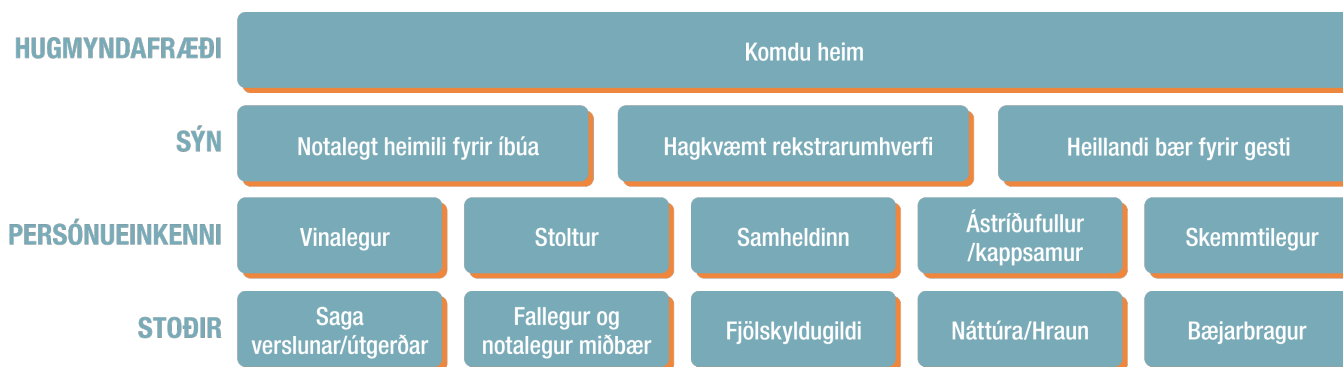 HUGMYNDAFRÆÐI
Komdu heim
SÝN
Notalegt heimili fyrir íbúa
Hagkvæmt rekstrarumhverfi
Heillandi bær fyrir gesti
PERSÓNUEINKENNI
Vinalegur
Stoltur
Samheldinn
Ástríðufullur
/kappsamur
Skemmtilegur
STOÐIR
Saga
verslunar/útgerðar
Fallegur og
notalegur miðbær
Fjölskyldugildi
Náttúra/Hraun
Bæjarbragur